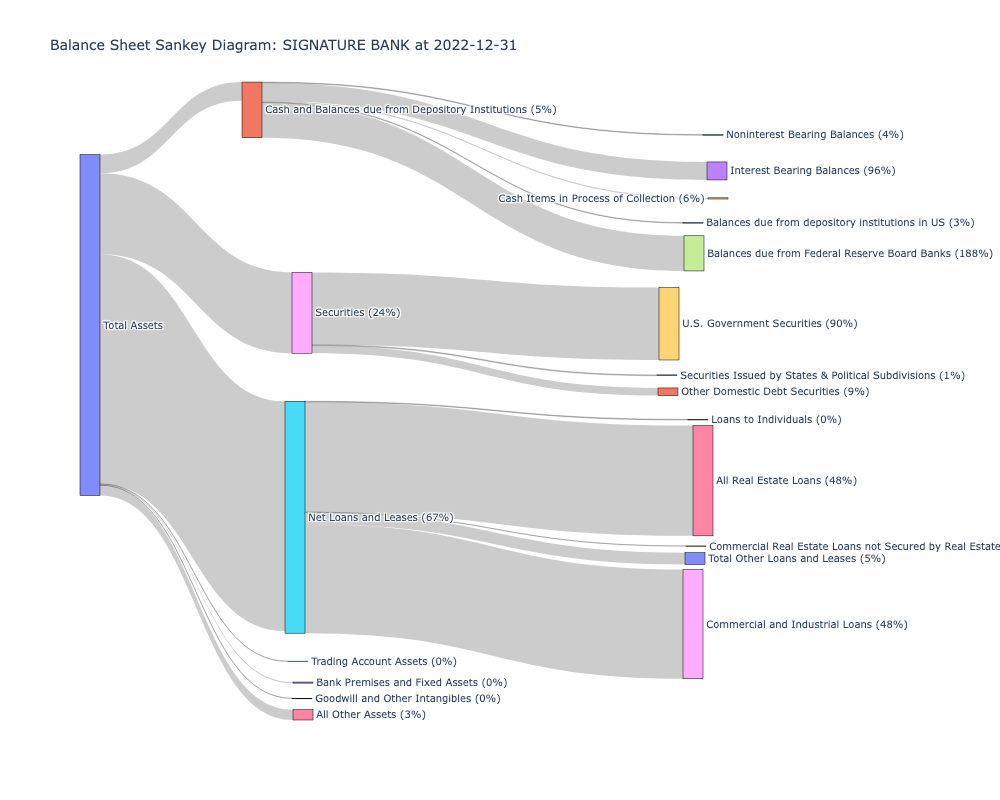 Balance Sheet Sankey Diagram: SIGNATURE BANK at 2022-12-31
Cash and Balances due from Depository Institutions (5%)
Noninterest Bearing Balances (4%)
Interest Bearing Balances (96%)
Cash Items in Process of Collection (6%)
Balances due from depository institutions in US (3%)
Balances due from Federal Reserve Board Banks (188%)
Total Assets
Securities (24%)
U.S. Government Securities (90%)
Securities Issued by States & Political Subdivisions (1%)
Other Domestic Debt Securities (9%)
Loans to Individuals (0%)
All Real Estate Loans (48%)
Net Loans and Leases (67%)
Commercial Real Estate Loans not Secured by Real Estate
Total Other Loans and Leases (5%)
Commercial and Industrial Loans (48%)
Trading Account Assets (0%)
Bank Premises and Fixed Assets (0%)
Goodwill and Other Intangibles (0%)
All Other Assets (3%)